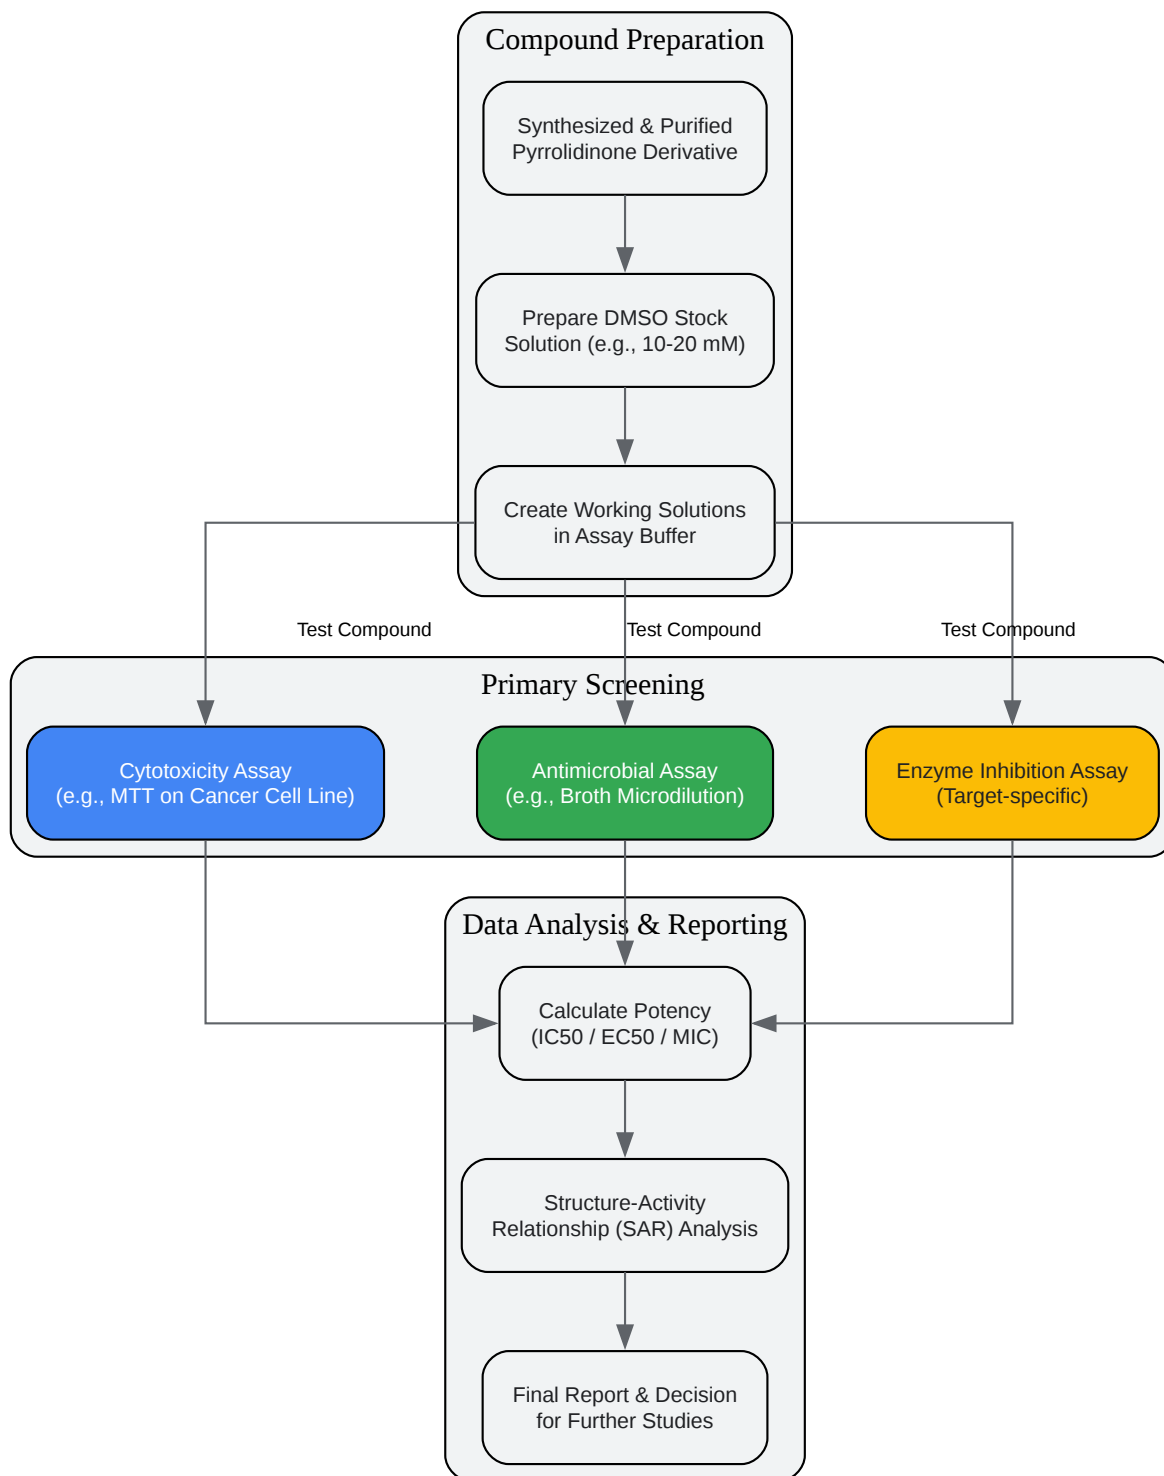 Compound Preparation
Synthesized & Purified
Pyrrolidinone Derivative
Prepare DMSO Stock
Solution (e.g., 10-20 mM)
Create Working Solutions
in Assay Buffer
Test Compound
Test Compound
Test Compound
Primary Screening
Cytotoxicity Assay
(e.g., MTT on Cancer Cell Line)
Antimicrobial Assay
(e.g., Broth Microdilution)
Enzyme Inhibition Assay
(Target-specific)
Data Analysis & Reporting
Calculate Potency
(IC50 / EC50 / MIC)
Structure-Activity
Relationship (SAR) Analysis
Final Report & Decision
for Further Studies